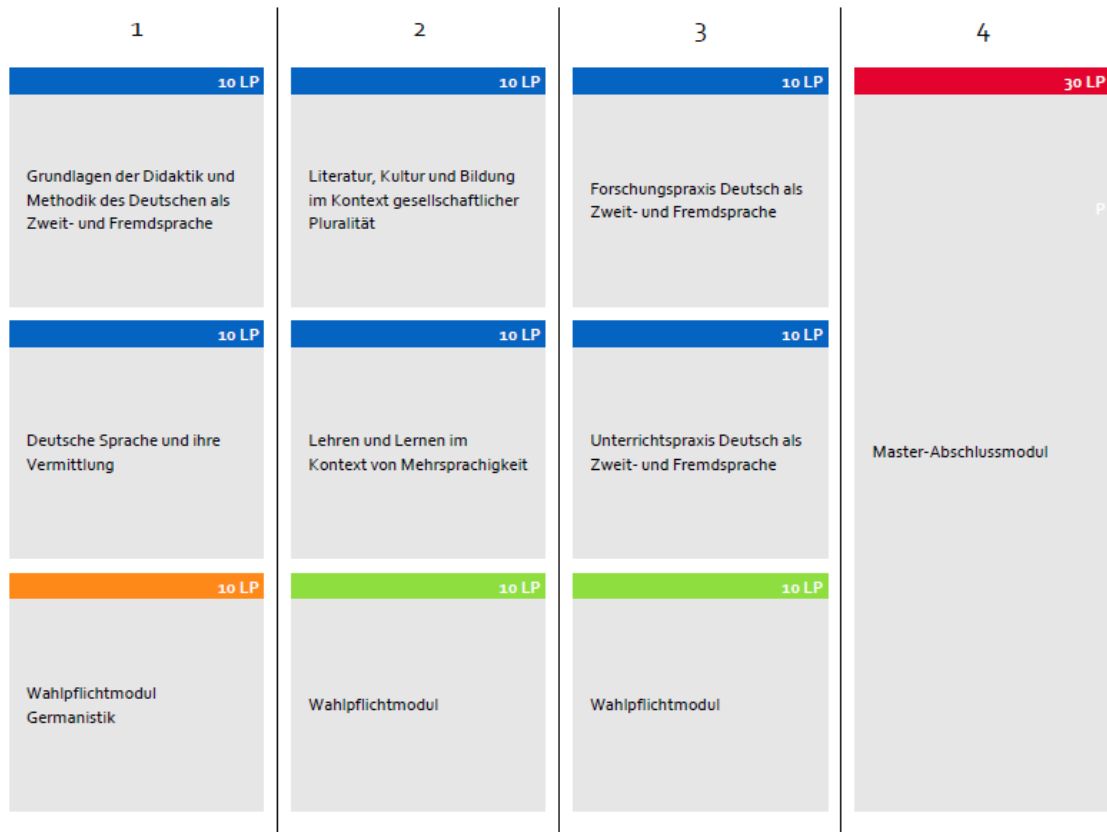 1
10 LP
Grundlagen der Didaktik und
Methodik des Deutschen als
Zweit- und Fremdsprache
10 LP
Deutsche Sprache und ihre
Vermittlung
10 LP
Wahlpflichtmodul
Germanistik
2
10 LP
Literatur, Kultur und Bildung
im Kontext gesellschaftlicher
Pluralität
10 LP
Lehren und Lernen im
Kontext von Mehrsprachigkeit
10 LP
Wahlpflichtmodul
3
10 LP
Forschungspraxis Deutsch als
Zweit- und Fremdsprache
10 LP
Unterrichtspraxis Deutsch als
Zweit- und Fremdsprache
10 LP
Wahlpflichtmodul
4
30 LP
P
Master-Abschlussmodul